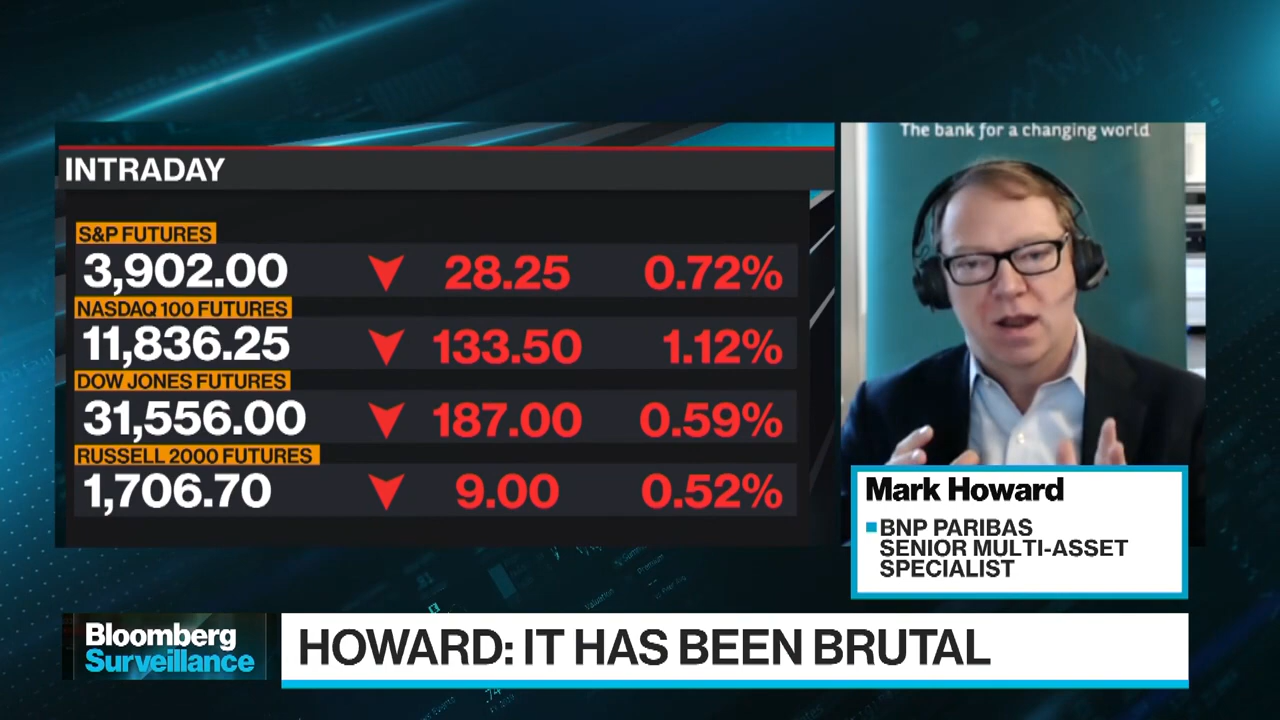 The bank for a changing world
INTRADAY
S&P FUTURES
3,902.00 28.25 0.72%
NASDAQ 100 FUTURES
11,836.25 133.50 1.12%
DOW JONES FUTURES
31,556.00 187.00 0.59%
RUSSELL 2000 FUTURES
1,706.70 9.00 0.52%
Mark Howard
BNP PARIBAS
SENIOR MULTI-ASSET
SPECIALIST
Bloomberg
Surveillance
HOWARD: IT HAS BEEN BRUTAL